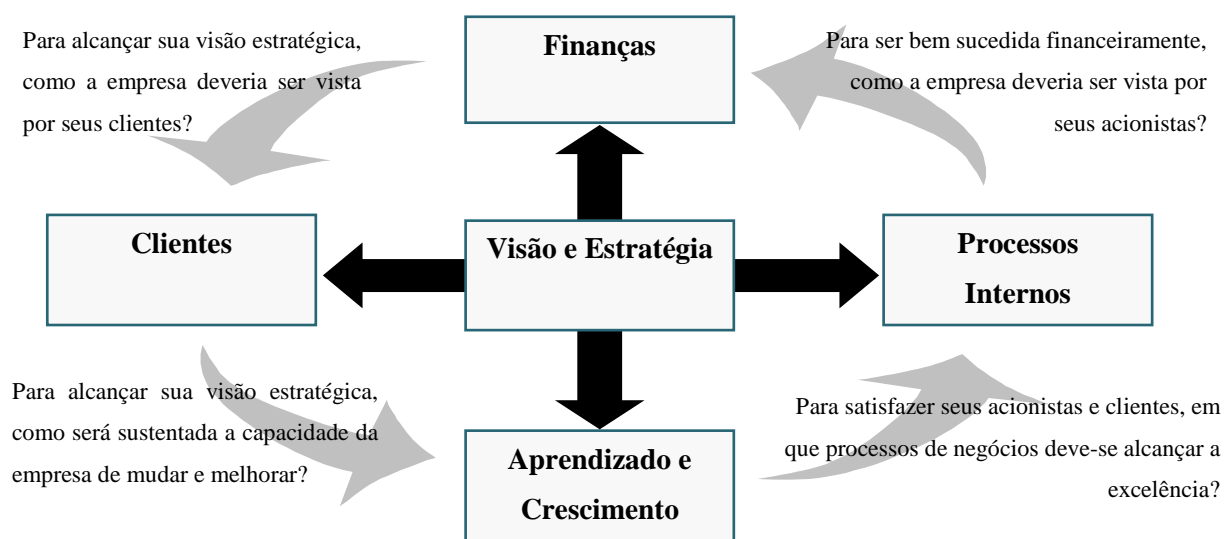 Para alcançar sua visão estratégica,
como a empresa deveria ser vista
por seus clientes?
Finanças
Para ser bem sucedida financeiramente,
como a empresa deveria ser vista por
seus acionistas?
Clientes
Visão e Estratégia
Processos
Internos
Para alcançar sua visão estratégica,
como será sustentada a capacidade da
empresa de mudar e melhorar?
Aprendizado e
Crescimento
Para satisfazer seus acionistas e clientes, em
que processos de negócios deve-se alcançar a
excelência?